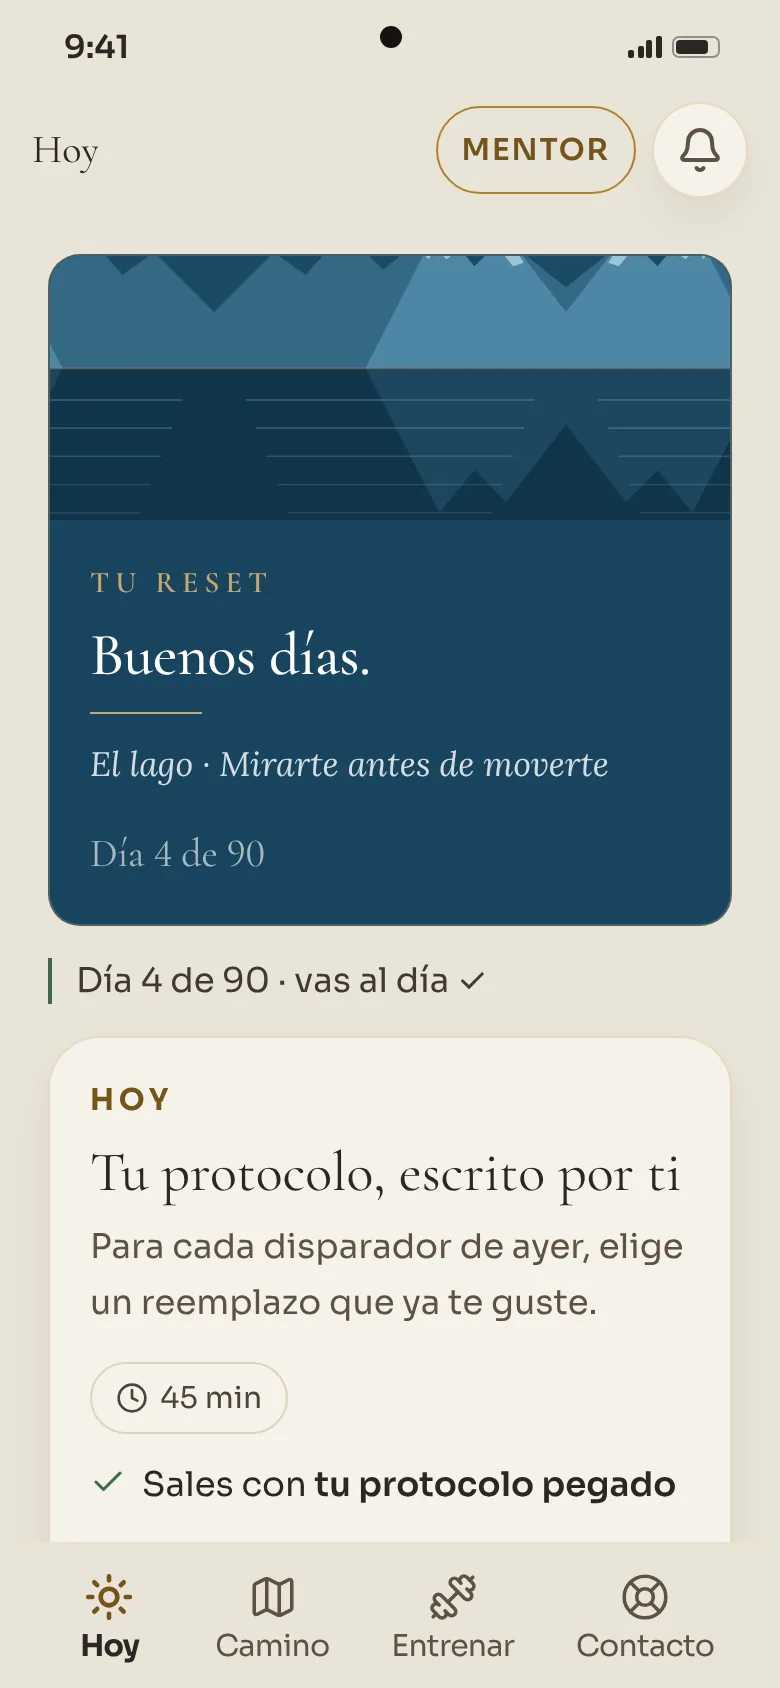 9:41
Hoy
MENTOR
TU RESET
Buenos días.
El lago · Mirarte antes de moverte
Día 4 de 90
Día 4 de 90 · vas al día ✓
HOY
Tu protocolo, escrito por ti
Para cada disparador de ayer, elige
un reemplazo que ya te guste.
45 min
Sales con tu protocolo pegado
Hoy
Camino
Entrenar
Contacto